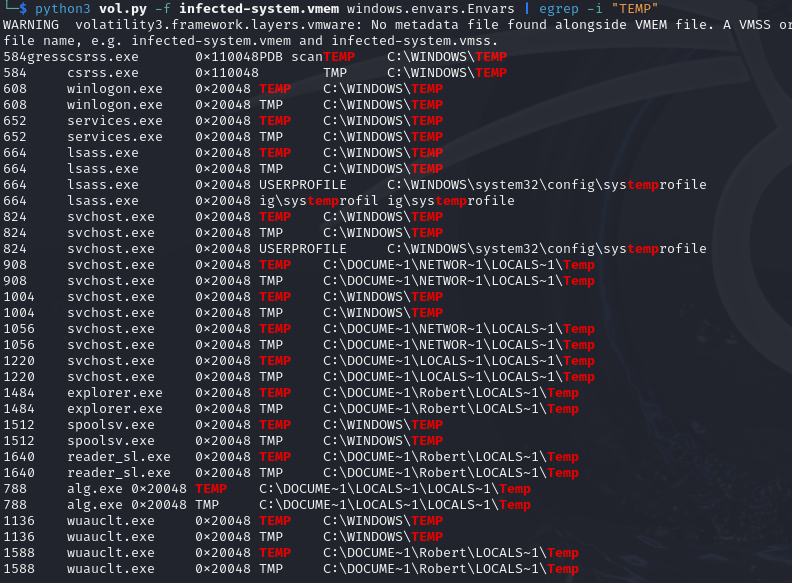 └─$ python3 vol.py -f infected-system.vmem windows.envars.Envars | egrep -i "TEMP"
WARNING  volatility3.framework.layers.vmware: No metadata file found alongside VMEM file. A VMSS or
file name, e.g. infected-system.vmem and infected-system.vmss.
584gresscsrss.exe       0×110048PDB scanTEMP    C:\WINDOWS\TEMP
584     csrss.exe       0×110048        TMP     C:\WINDOWS\TEMP
608     winlogon.exe    0×20048 TEMP    C:\WINDOWS\TEMP
608     winlogon.exe    0×20048 TMP     C:\WINDOWS\TEMP
652     services.exe    0×20048 TEMP    C:\WINDOWS\TEMP
652     services.exe    0×20048 TMP     C:\WINDOWS\TEMP
664     lsass.exe       0×20048 TEMP    C:\WINDOWS\TEMP
664     lsass.exe       0×20048 TMP     C:\WINDOWS\TEMP
664     lsass.exe       0×20048 USERPROFILE     C:\WINDOWS\system32\config\systemprofile
664     lsass.exe       0×20048 ig\systemprofil ig\systemprofile
824     svchost.exe     0×20048 TEMP    C:\WINDOWS\TEMP
824     svchost.exe     0×20048 TMP     C:\WINDOWS\TEMP
824     svchost.exe     0×20048 USERPROFILE     C:\WINDOWS\system32\config\systemprofile
908     svchost.exe     0×20048 TEMP    C:\DOCUME~1\NETWOR~1\LOCALS~1\Temp
908     svchost.exe     0×20048 TMP     C:\DOCUME~1\NETWOR~1\LOCALS~1\Temp
1004    svchost.exe     0×20048 TEMP    C:\WINDOWS\TEMP
1004    svchost.exe     0×20048 TMP     C:\WINDOWS\TEMP
1056    svchost.exe     0×20048 TEMP    C:\DOCUME~1\NETWOR~1\LOCALS~1\Temp
1056    svchost.exe     0×20048 TMP     C:\DOCUME~1\NETWOR~1\LOCALS~1\Temp
1220    svchost.exe     0×20048 TEMP    C:\DOCUME~1\LOCALS~1\LOCALS~1\Temp
1220    svchost.exe     0×20048 TMP     C:\DOCUME~1\LOCALS~1\LOCALS~1\Temp
1484    explorer.exe    0×20048 TEMP    C:\DOCUME~1\Robert\LOCALS~1\Temp
1484    explorer.exe    0×20048 TMP     C:\DOCUME~1\Robert\LOCALS~1\Temp
1512    spoolsv.exe     0×20048 TEMP    C:\WINDOWS\TEMP
1512    spoolsv.exe     0×20048 TMP     C:\WINDOWS\TEMP
1640    reader_sl.exe   0×20048 TEMP    C:\DOCUME~1\Robert\LOCALS~1\Temp
1640    reader_sl.exe   0×20048 TMP     C:\DOCUME~1\Robert\LOCALS~1\Temp
788     alg.exe 0×20048 TEMP    C:\DOCUME~1\LOCALS~1\LOCALS~1\Temp
788     alg.exe 0×20048 TMP     C:\DOCUME~1\LOCALS~1\LOCALS~1\Temp
1136    wuauclt.exe     0×20048 TEMP    C:\WINDOWS\TEMP
1136    wuauclt.exe     0×20048 TMP     C:\WINDOWS\TEMP
1588    wuauclt.exe     0×20048 TEMP    C:\DOCUME~1\Robert\LOCALS~1\Temp
1588    wuauclt.exe     0×20048 TMP     C:\DOCUME~1\Robert\LOCALS~1\Temp